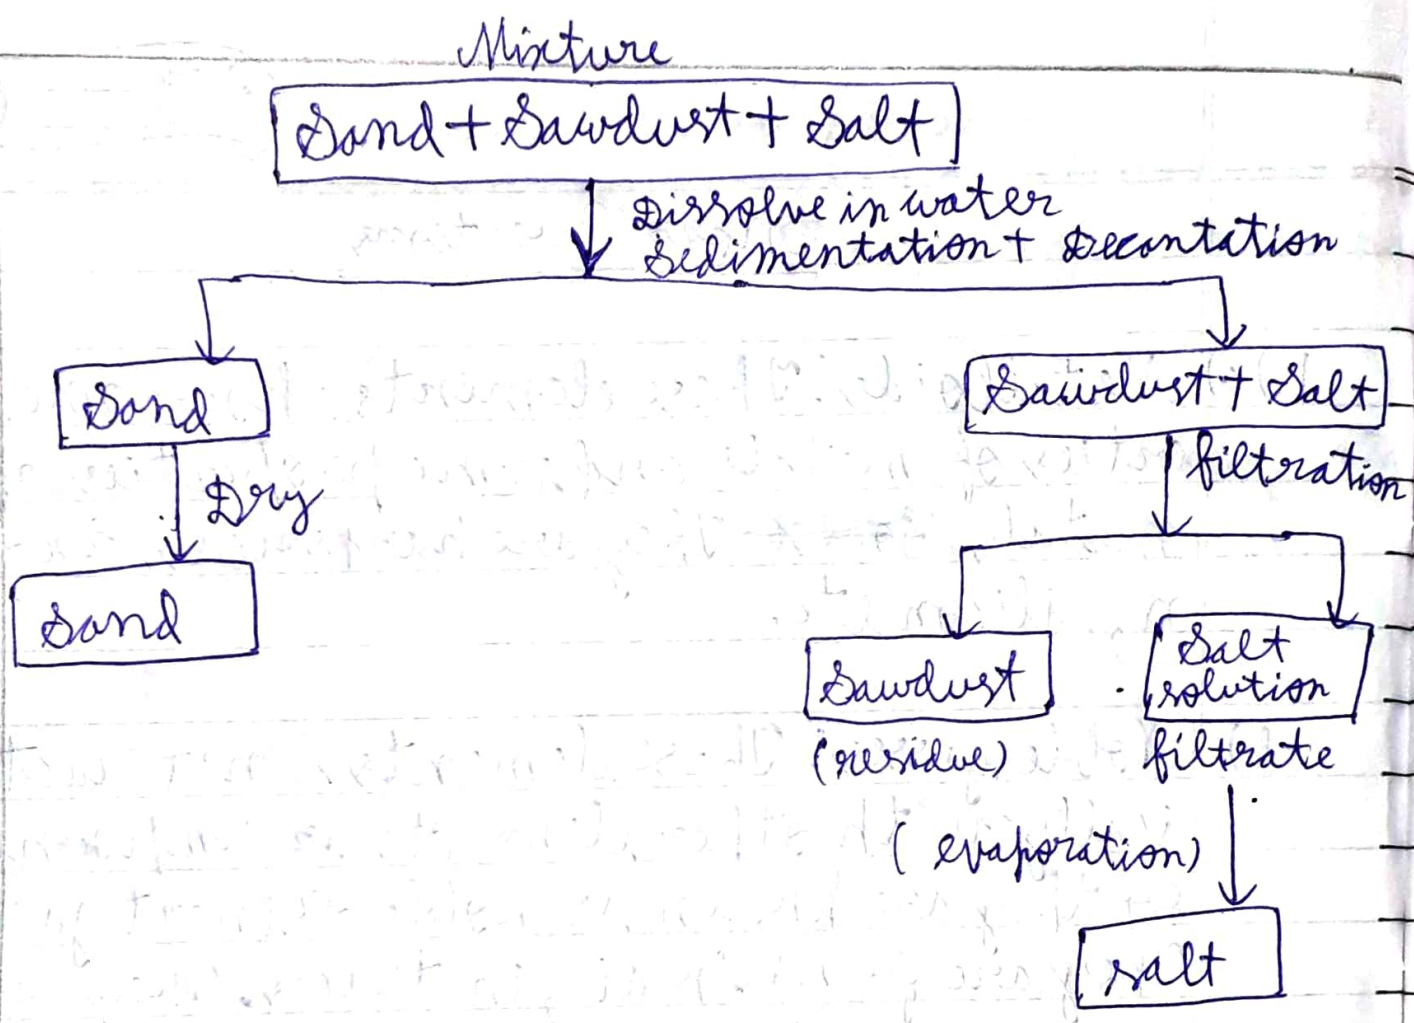 Mixture
Sand + Sawdust + Salt
Dissolve in water
Sedimentation + Decantation
Sand
Sawdust + Salt
filtration
Dry
Sand
Sawdust
Salt
solution
(residue)
filtrate
(evaporation)
salt